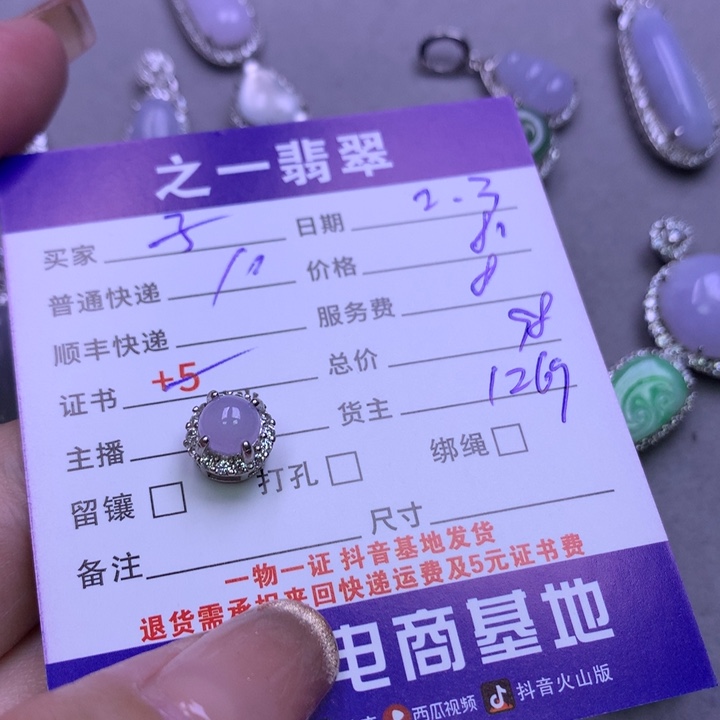 之一翡翠
买家 子 日期 2.3
普通快递 10 价格 8
顺丰快递 服务费
证书 +5 总价
主播 货主 1269
留镶 打孔 绑绳
备注 尺寸
一物一证 抖音基地发货
退货需承担来回快递运费及5元证书费
电商基地
西瓜视频 抖音火山版